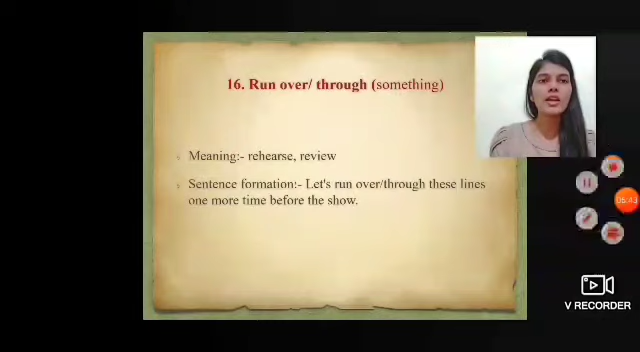 16. Run over/ through (something)
Meaning:- rehearse, review
Sentence formation:- Let's run over/through these lines
one more time before the show.
V RECORDER